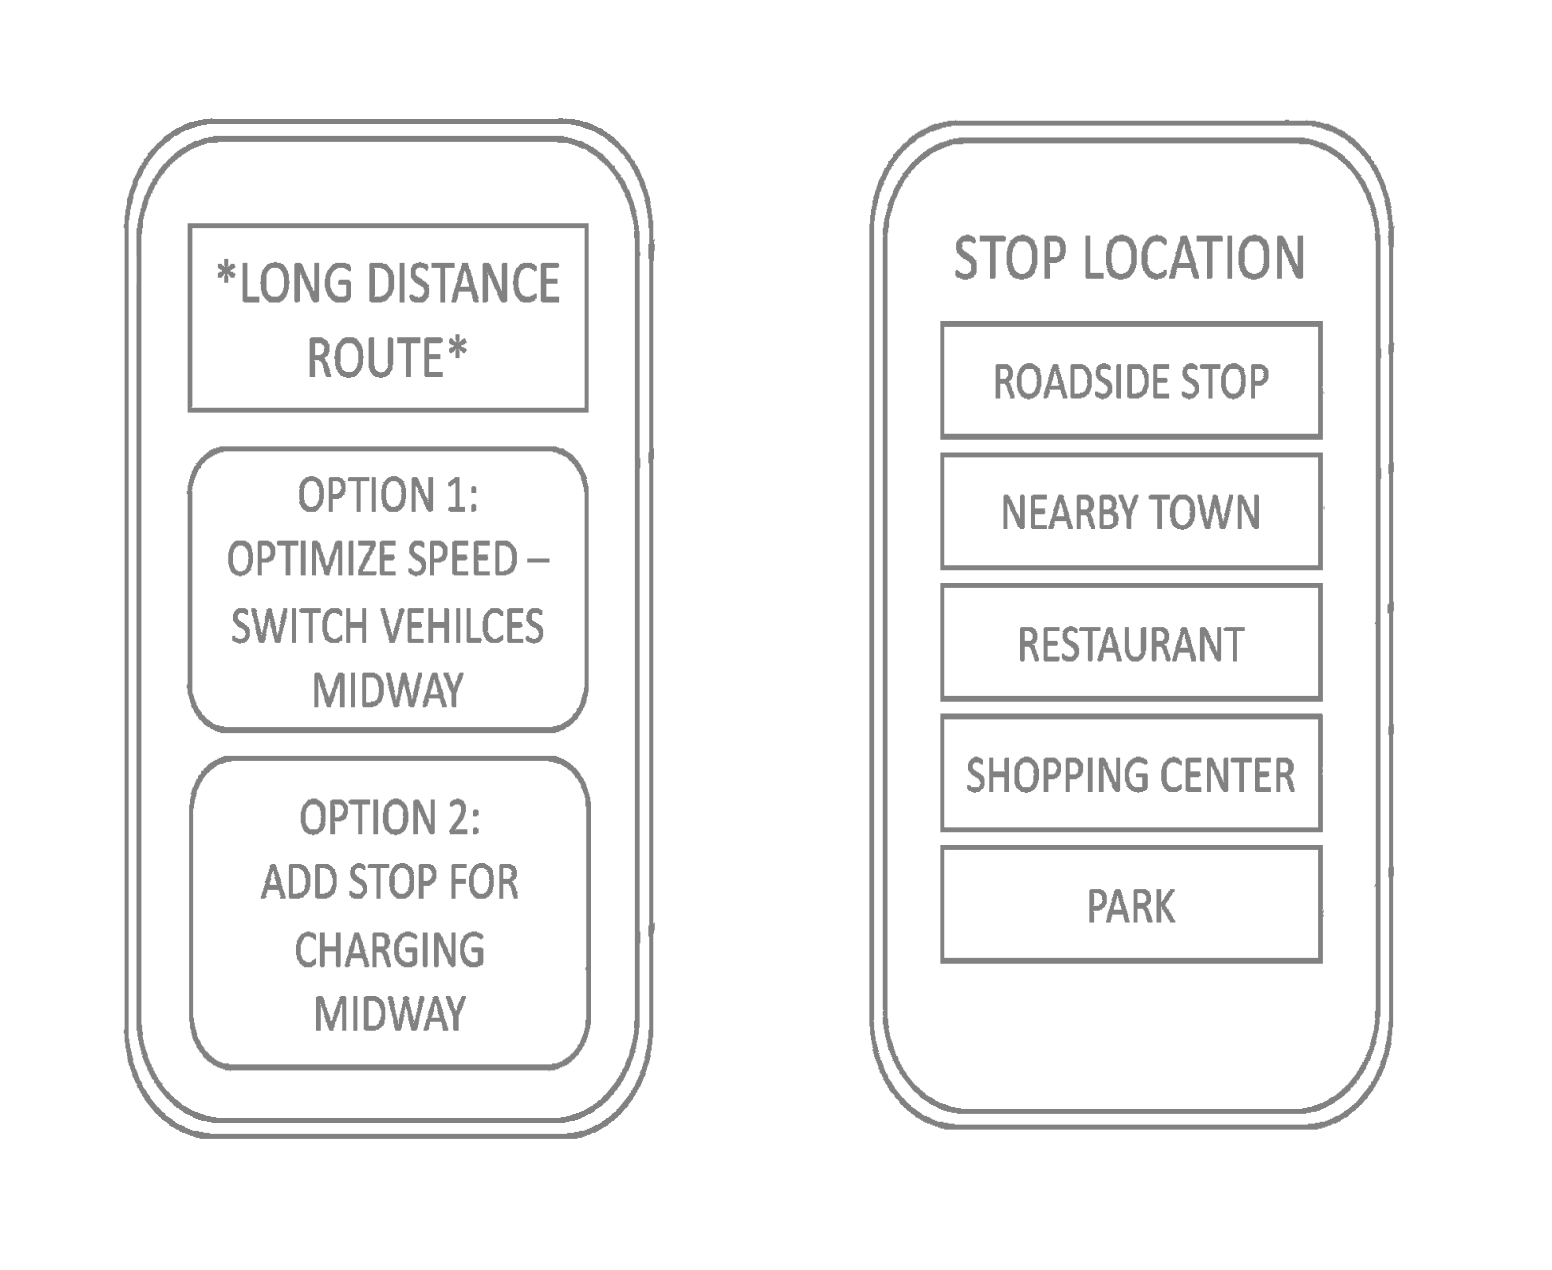 *LONG DISTANCE
ROUTE*
OPTION 1:
OPTIMIZE SPEED –
SWITCH VEHILCES
MIDWAY
OPTION 2:
ADD STOP FOR
CHARGING
MIDWAY
STOP LOCATION
ROADSIDE STOP
NEARBY TOWN
RESTAURANT
SHOPPING CENTER
PARK